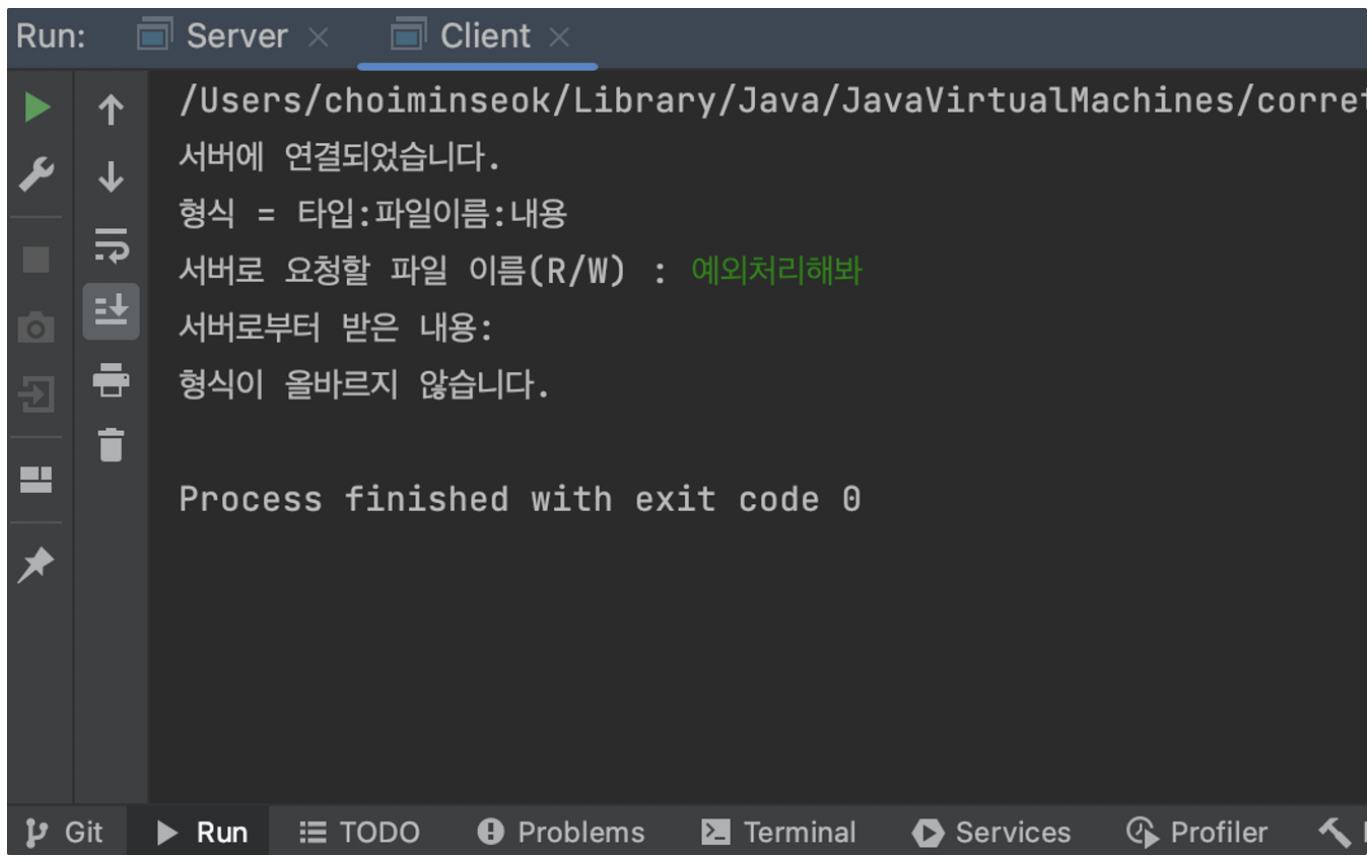 Run: Server × Client ×
/Users/choiminseok/Library/Java/JavaVirtualMachines/corre
서버에 연결되었습니다.
형식 = 타입:파일이름:내용
서버로 요청할 파일 이름(R/W) : 예외처리해봐
서버로부터 받은 내용:
형식이 올바르지 않습니다.
Process finished with exit code 0
Git Run TODO Problems Terminal Services Profiler